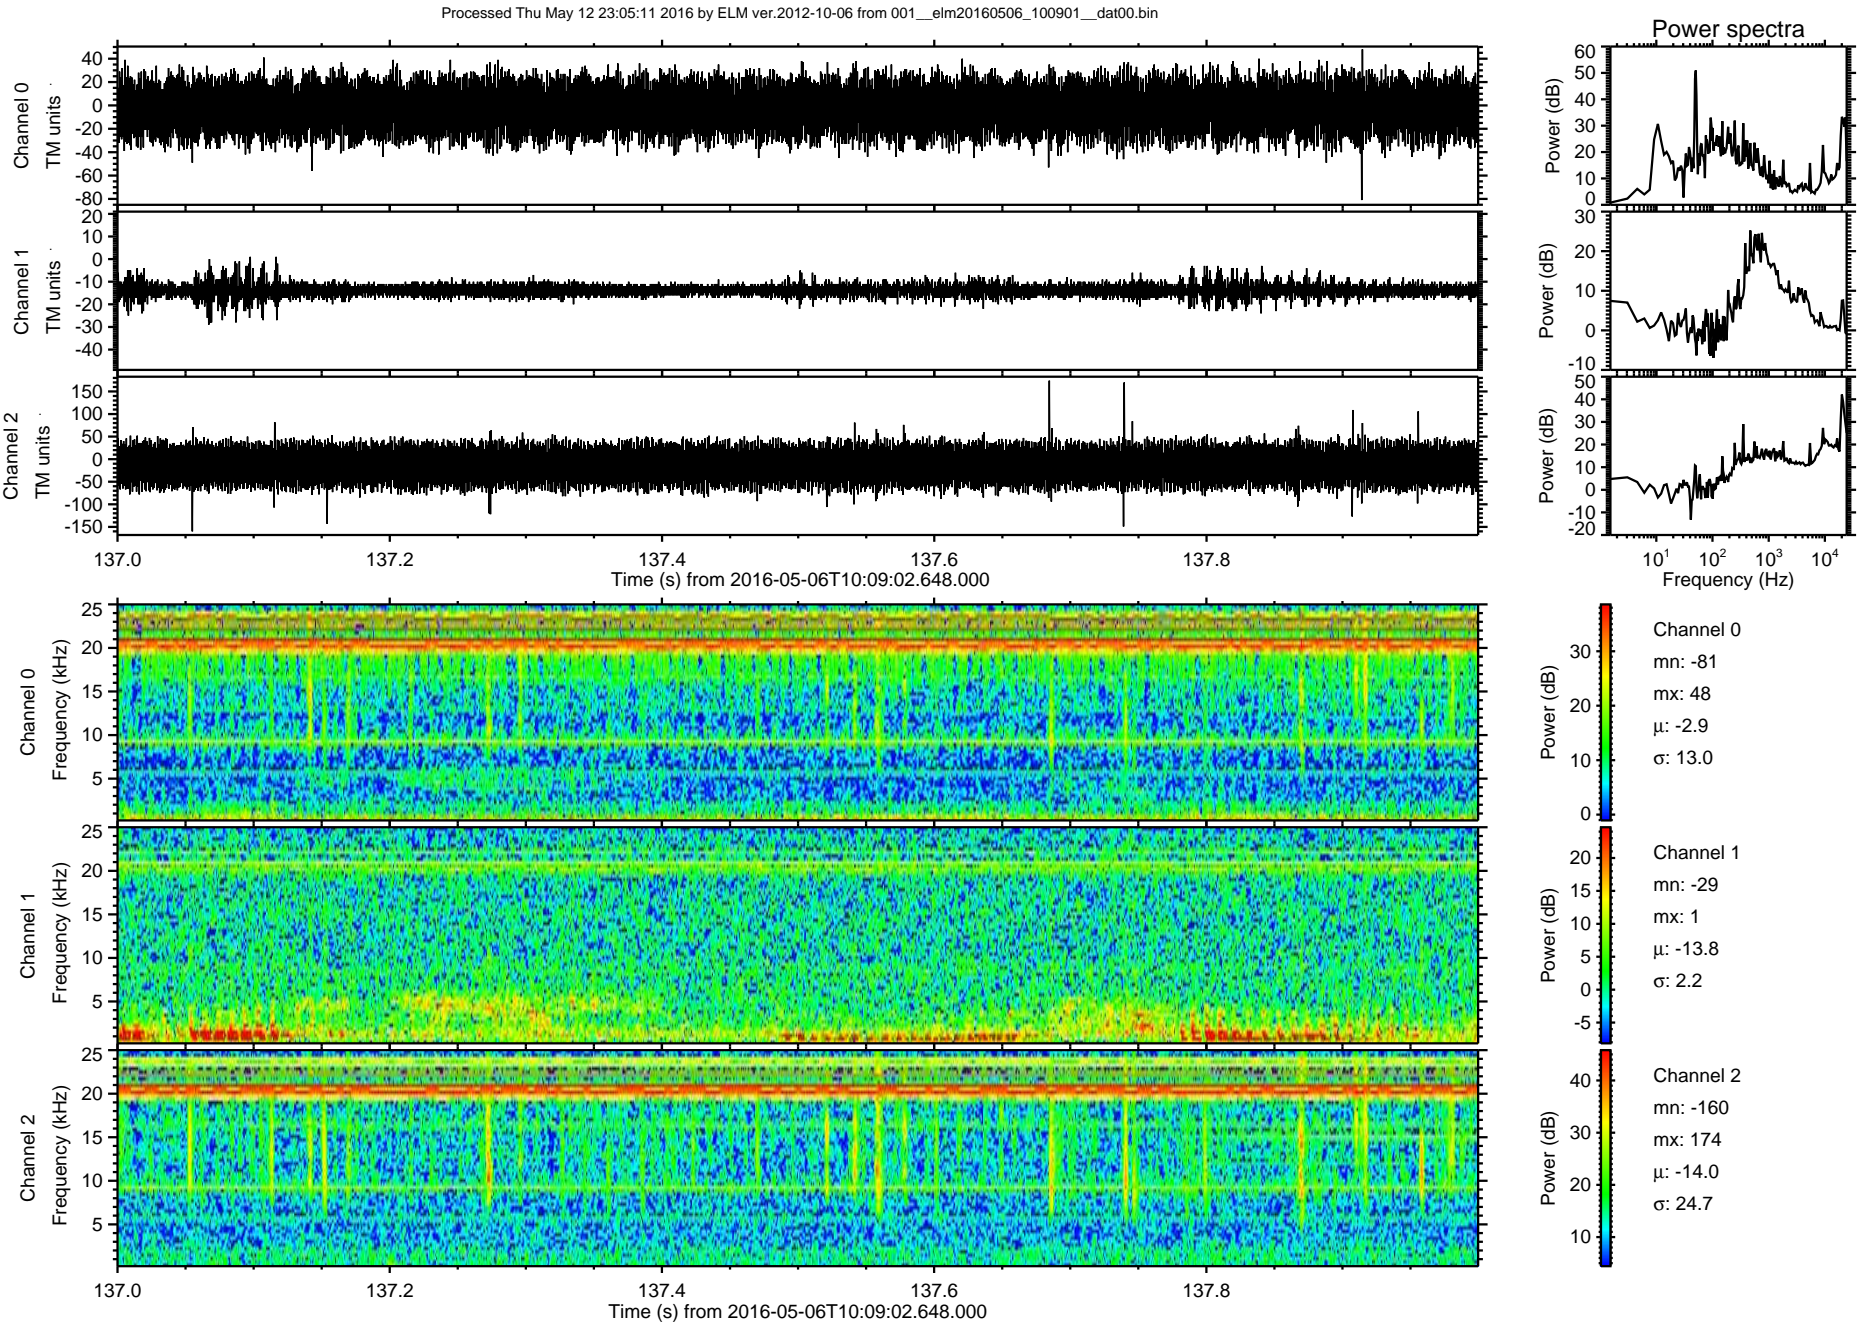 Processed Thu May 12 23:05:11 2016 by ELM ver.2012-10-06 from 001__elm20160506_100901__dat00.bin
Power spectra
Channel 0
TM units
40
20
0
-20
-40
-60
-80
Power (dB)
60
50
40
30
20
10
0
Channel 1
TM units
20
10
0
-10
-20
-30
-40
Power (dB)
30
20
10
0
-10
Channel 2
TM units
150
100
50
0
-50
-100
-150
Power (dB)
50
40
30
20
10
0
-10
-20
137.0 137.2 137.4 137.6 137.8
Time (s) from 2016-05-06T10:09:02.648.000
10^1 10^2 10^3 10^4
Frequency (Hz)
Channel 0
Frequency (kHz)
25
20
15
10
5
Power (dB)
30
20
10
0
Channel 0
mn: -81
mx: 48
μ: -2.9
σ: 13.0
Channel 1
Frequency (kHz)
25
20
15
10
5
Power (dB)
20
15
10
5
0
-5
Channel 1
mn: -29
mx: 1
μ: -13.8
σ: 2.2
Channel 2
Frequency (kHz)
25
20
15
10
5
Power (dB)
40
30
20
10
Channel 2
mn: -160
mx: 174
μ: -14.0
σ: 24.7
137.0 137.2 137.4 137.6 137.8
Time (s) from 2016-05-06T10:09:02.648.000